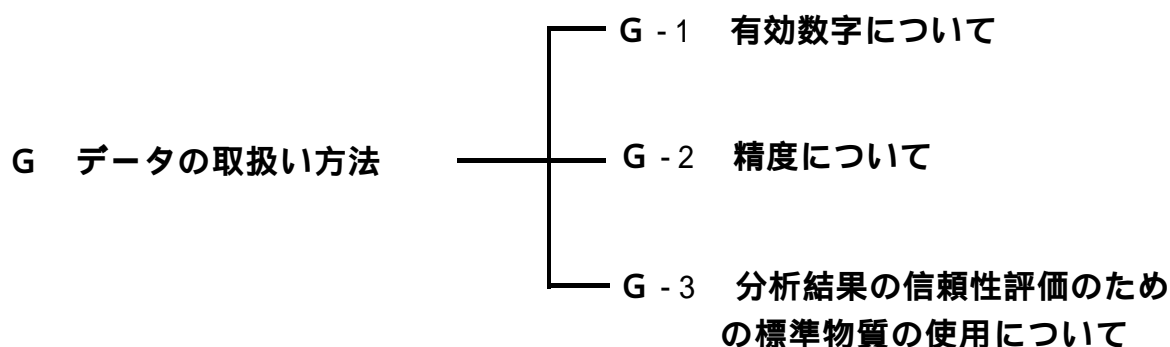 G - 1 有効数字について
G データの取扱い方法
G - 2 精度について
G - 3 分析結果の信頼性評価のため
の標準物質の使用について